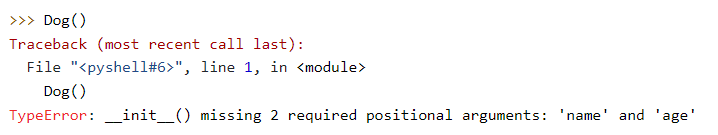 >>> Dog()
Traceback (most recent call last):
  File "<pyshell#6>", line 1, in <module>
    Dog()
TypeError: __init__() missing 2 required positional arguments: 'name' and 'age'